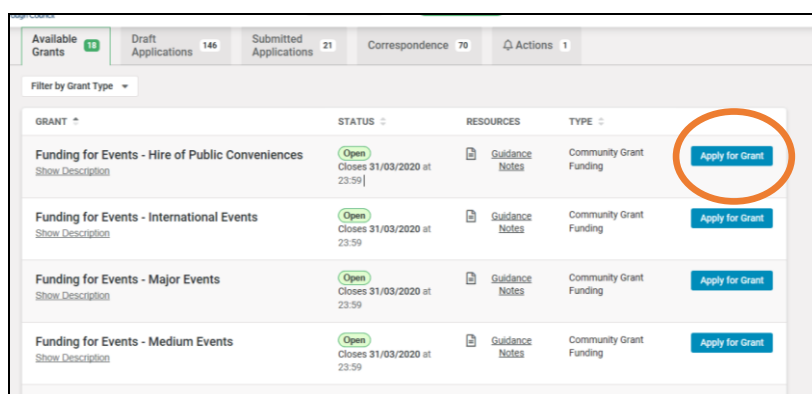 ough Council
Available Grants 18
Draft Applications 146
Submitted Applications 21
Correspondence 70
Actions 1
Filter by Grant Type
GRANT STATUS RESOURCES TYPE
Funding for Events - Hire of Public Conveniences
Show Description
Open
Closes 31/03/2020 at
23:59
Guidance
Notes
Community Grant
Funding
Apply for Grant
Funding for Events - International Events
Show Description
Open
Closes 31/03/2020 at
23:59
Guidance
Notes
Community Grant
Funding
Apply for Grant
Funding for Events - Major Events
Show Description
Open
Closes 31/03/2020 at
23:59
Guidance
Notes
Community Grant
Funding
Apply for Grant
Funding for Events - Medium Events
Show Description
Open
Closes 31/03/2020 at
23:59
Guidance
Notes
Community Grant
Funding
Apply for Grant